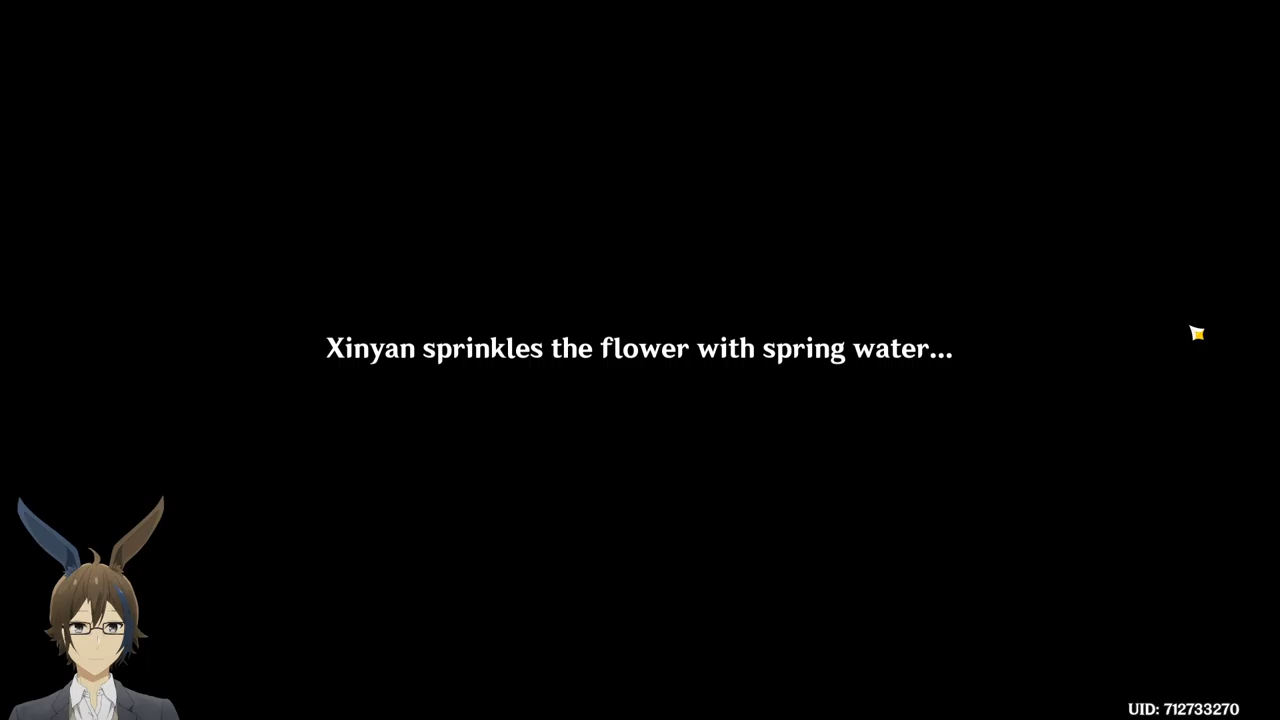 Xinyan sprinkles the flower with spring water...
UID: 712733270